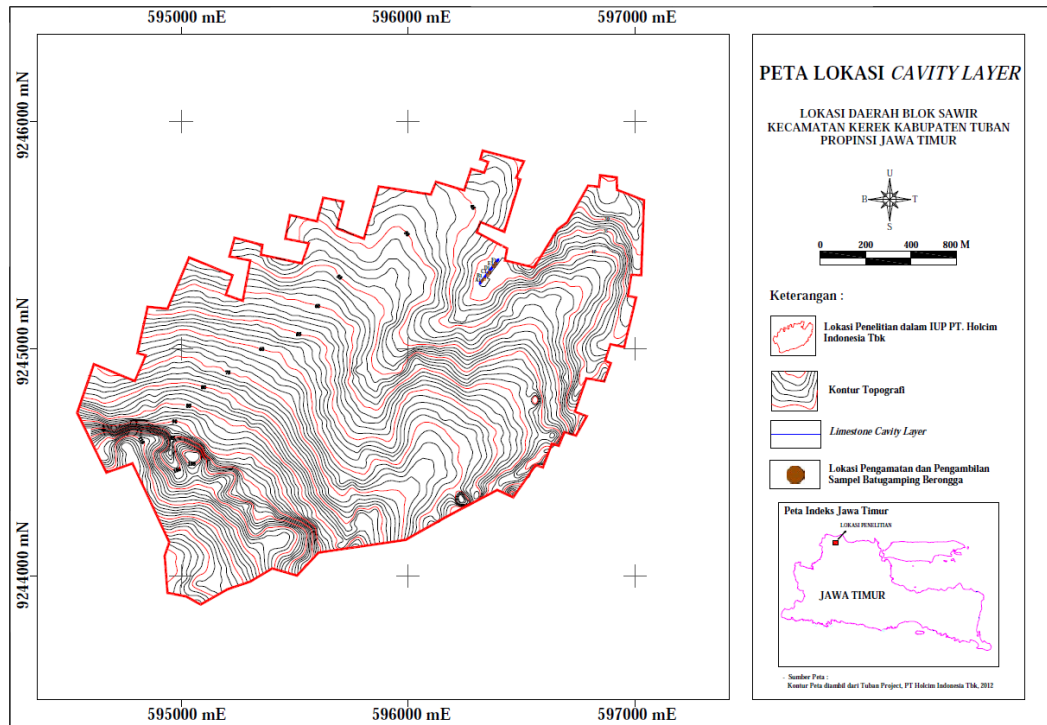 595000 mE
596000 mE
597000 mE
9246000 mN
9245000 mN
9244000 mN
595000 mE
596000 mE
597000 mE
PETA LOKASI CAVITY LAYER
LOKASI DAERAH BLOK SAWIR
KECAMATAN KEREK KABUPATEN TUBAN
PROPINSI JAWA TIMUR
U
B
T
S
0
200
400
800 M
Keterangan :
Lokasi Penelitian dalam IUP PT. Holcim
Indonesia Tbk
Kontur Topografi
Limestone Cavity Layer
Lokasi Pengamatan dan Pengambilan
Sampel Batugamping Berongga
Peta Indeks Jawa Timur
LOKASI PENELITIAN
JAWA TIMUR
- Sumber Peta :
Kontur Peta diambil dari Tuban Project, PT Holcim Indonesia Tbk, 2012